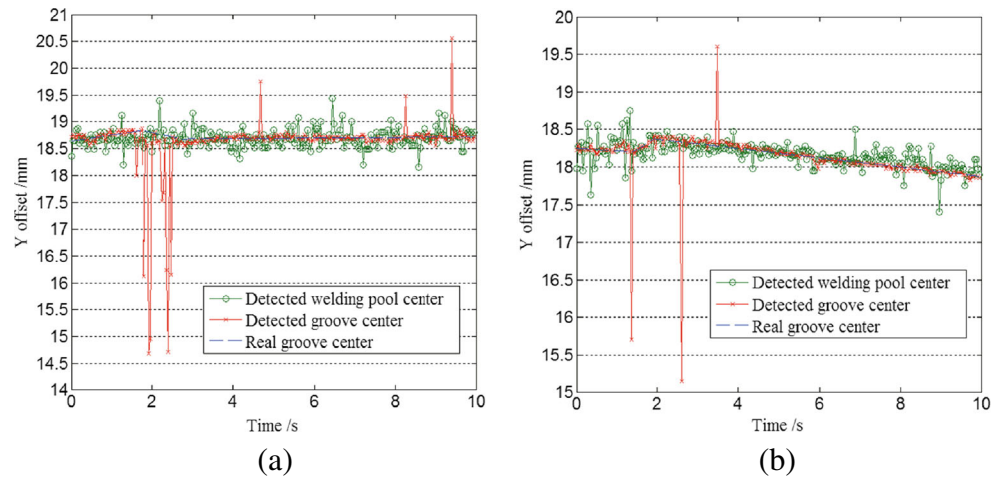 21
20.5
20
19.5
19
18.5
18
17.5
17
16.5
16
15.5
15
14.5
14
Y offset /mm
0 2 4 6 8 10
Time /s
Detected welding pool center
Detected groove center
Real groove center
(a)
20
19.5
19
18.5
18
17.5
17
16.5
16
15.5
15
Y offset /mm
0 2 4 6 8 10
Time /s
Detected welding pool center
Detected groove center
Real groove center
(b)